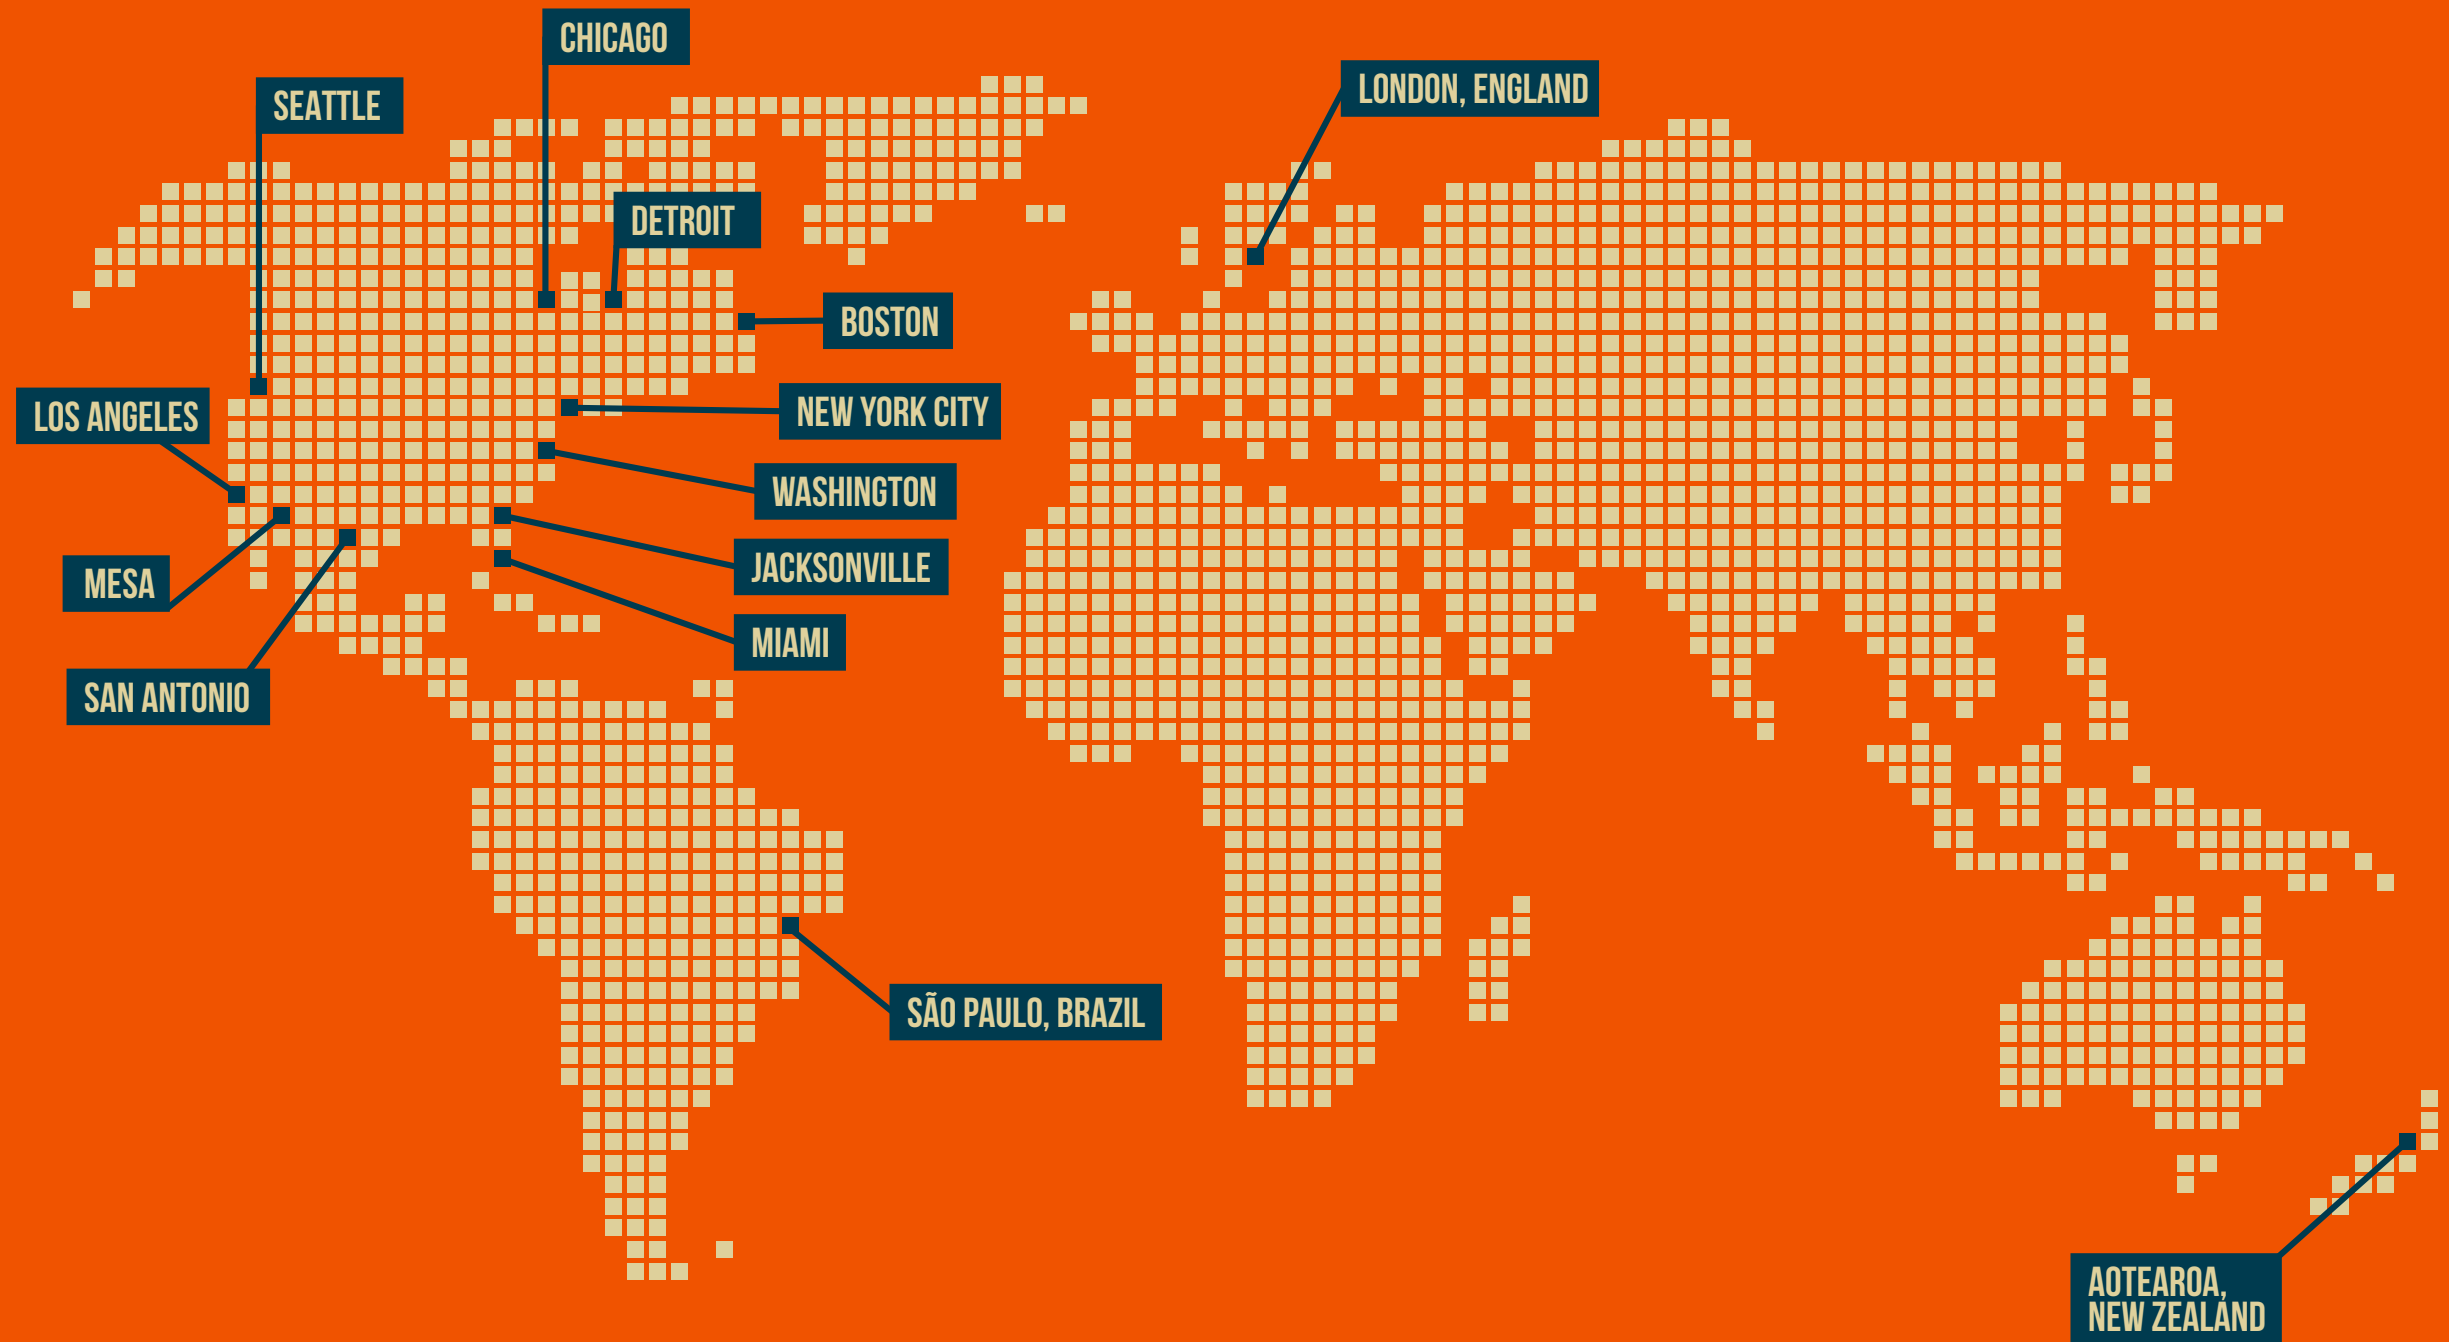 CHICAGO
SEATTLE
LONDON, ENGLAND
DETROIT
BOSTON
LOS ANGELES
NEW YORK CITY
WASHINGTON
JACKSONVILLE
MESA
MIAMI
SAN ANTONIO
SÃO PAULO, BRAZIL
AOTEAROA,
NEW ZEALAND